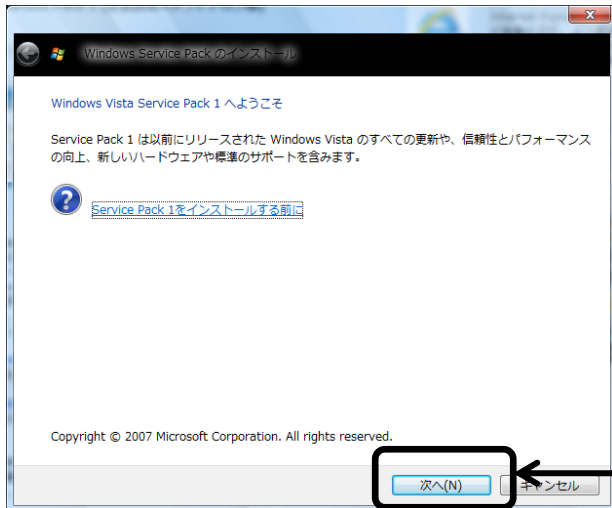 Windows Service Pack のインストール
Windows Vista Service Pack 1 へようこそ
Service Pack 1 は以前にリリースされた Windows Vista のすべての更新や、信頼性とパフォーマンス
の向上、新しいハードウェアや標準のサポートを含みます。
Service Pack 1をインストールする前に
Copyright © 2007 Microsoft Corporation. All rights reserved.
次へ(N)
キャンセル